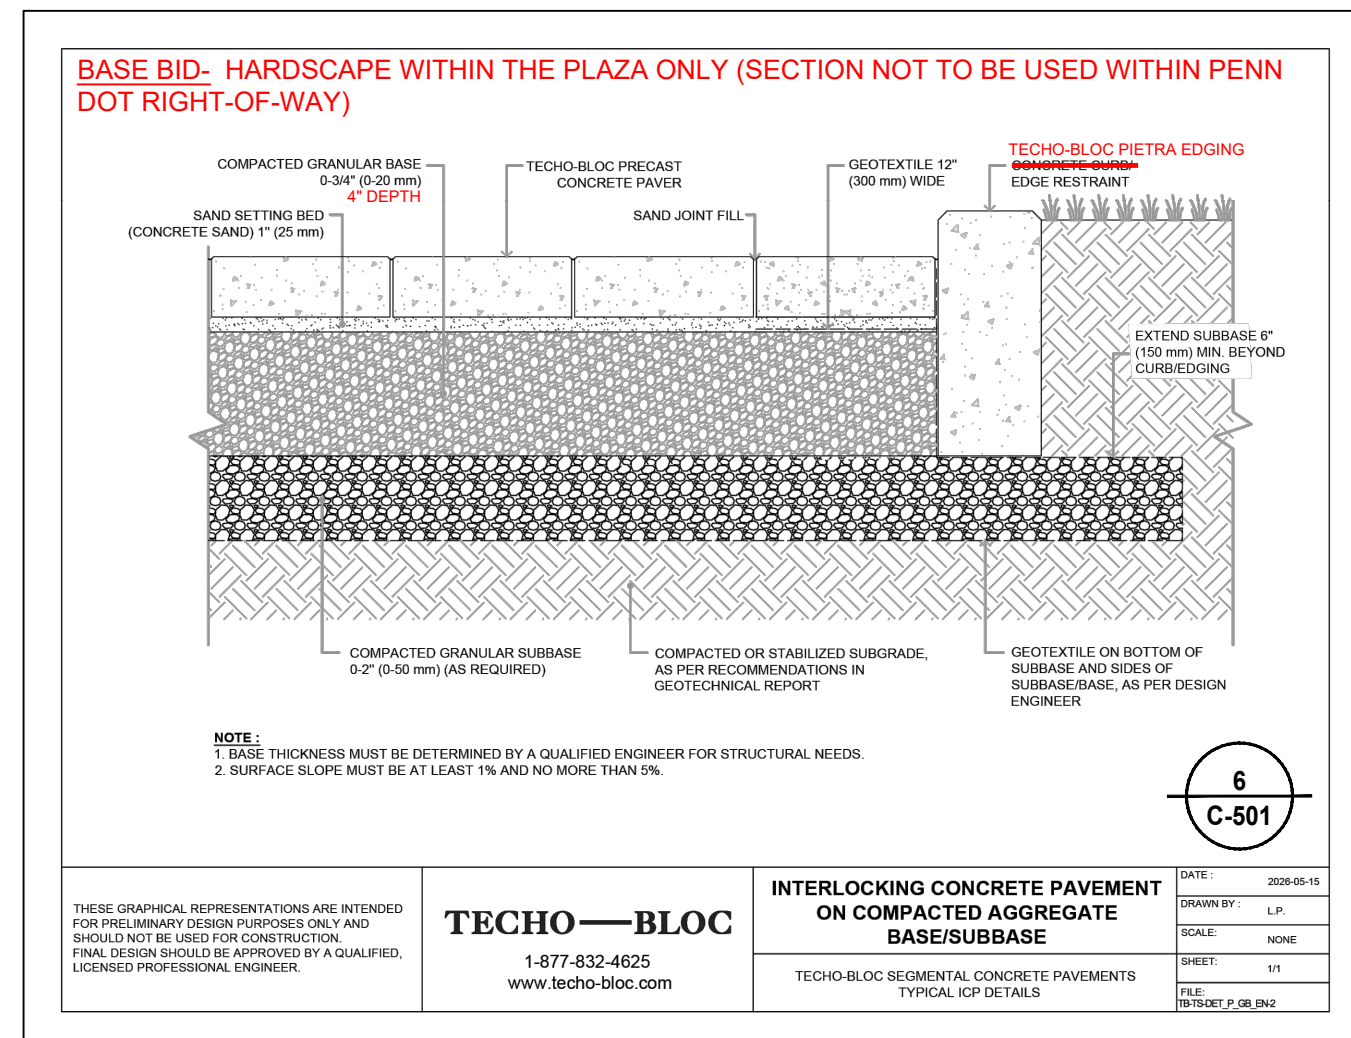 BASE BID- HARDSCAPE WITHIN THE PLAZA ONLY (SECTION NOT TO BE USED WITHIN PENN
DOT RIGHT-OF-WAY)
COMPACTED GRANULAR BASE
0-3/4" (0-20 mm)
4" DEPTH
SAND SETTING BED
(CONCRETE SAND) 1" (25 mm)
TECHO-BLOC PRECAST
CONCRETE PAVER
SAND JOINT FILL
GEOTEXTILE 12"
(300 mm) WIDE
TECHO-BLOC PIETRA EDGING
CONCRETE CURB/
EDGE RESTRAINT
EXTEND SUBBASE 6"
(150 mm) MIN. BEYOND
CURB/EDGING
COMPACTED GRANULAR SUBBASE
0-2" (0-50 mm) (AS REQUIRED)
COMPACTED OR STABILIZED SUBGRADE,
AS PER RECOMMENDATIONS IN
GEOTECHNICAL REPORT
GEOTEXTILE ON BOTTOM OF
SUBBASE AND SIDES OF
SUBBASE/BASE, AS PER DESIGN
ENGINEER
NOTE :
1. BASE THICKNESS MUST BE DETERMINED BY A QUALIFIED ENGINEER FOR STRUCTURAL NEEDS.
2. SURFACE SLOPE MUST BE AT LEAST 1% AND NO MORE THAN 5%.
6
C-501
THESE GRAPHICAL REPRESENTATIONS ARE INTENDED
FOR PRELIMINARY DESIGN PURPOSES ONLY AND
SHOULD NOT BE USED FOR CONSTRUCTION.
FINAL DESIGN SHOULD BE APPROVED BY A QUALIFIED,
LICENSED PROFESSIONAL ENGINEER.
TECHO—BLOC
1-877-832-4625
www.techo-bloc.com
INTERLOCKING CONCRETE PAVEMENT
ON COMPACTED AGGREGATE
BASE/SUBBASE
TECHO-BLOC SEGMENTAL CONCRETE PAVEMENTS
TYPICAL ICP DETAILS
DATE : 2026-05-15
DRAWN BY : L.P.
SCALE: NONE
SHEET: 1/1
FILE:
TB-TS-DET_P_GB_EN-2